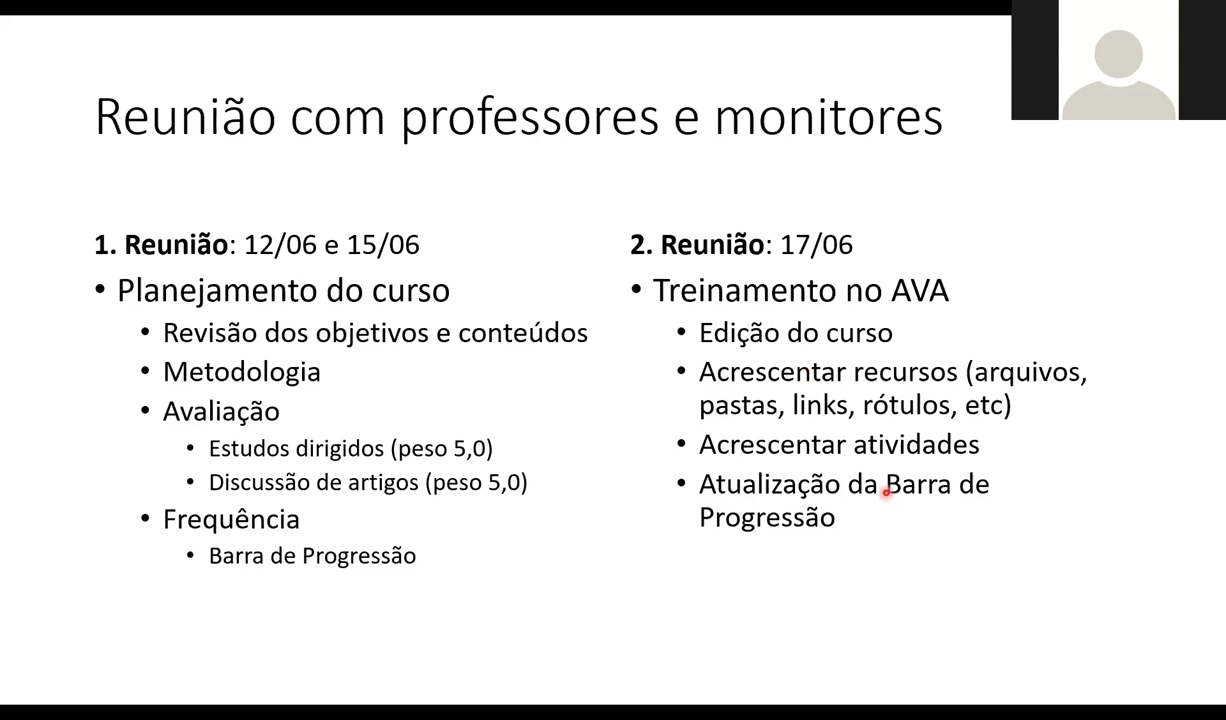 Reunião com professores e monitores
1. Reunião: 12/06 e 15/06
• Planejamento do curso
• Revisão dos objetivos e conteúdos
• Metodologia
• Avaliação
• Estudos dirigidos (peso 5,0)
• Discussão de artigos (peso 5,0)
• Frequência
• Barra de Progressão
2. Reunião: 17/06
• Treinamento no AVA
• Edição do curso
• Acrescentar recursos (arquivos,
pastas, links, rótulos, etc)
• Acrescentar atividades
• Atualização da Barra de
Progressão